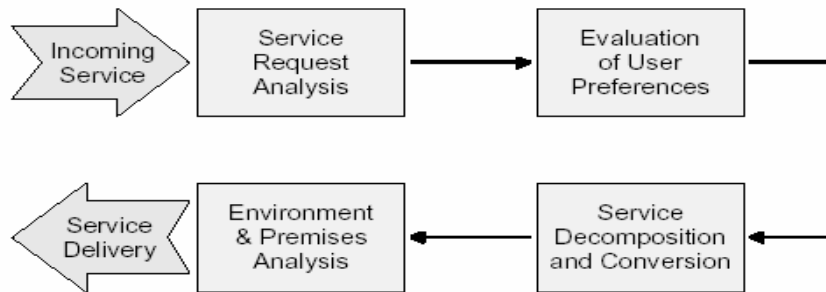 Incoming
Service
Service
Request
Analysis
Evaluation
of User
Preferences
Service
Delivery
Environment
& Premises
Analysis
Service
Decomposition
and Conversion